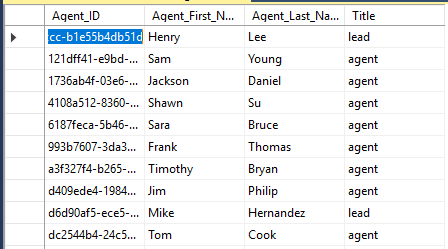 Agent_ID Agent_First_N... Agent_Last_Na... Title
cc-b1e55b4db51d Henry Lee lead
121dff41-e9bd-... Sam Young agent
1736ab4f-03e6-... Jackson Daniel agent
4108a512-8360-... Shawn Su agent
6187feca-5b46-... Sara Bruce agent
993b7607-3da3... Frank Thomas agent
a3f327f4-b265-... Timothy Bryan agent
d409ede4-1984... Jim Philip agent
d6d90af5-ece5-... Mike Hernandez lead
dc2544b4-24c5... Tom Cook agent